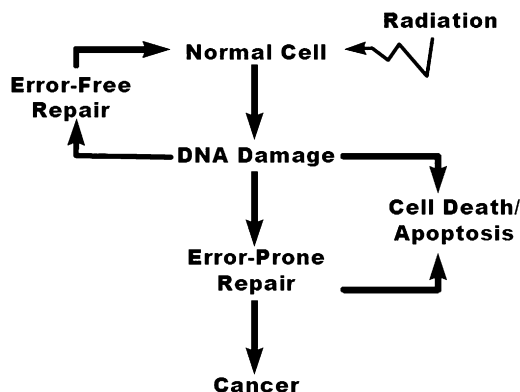 Radiation
Normal Cell
Error-Free
Repair
DNA Damage
Cell Death/
Apoptosis
Error-Prone
Repair
Cancer